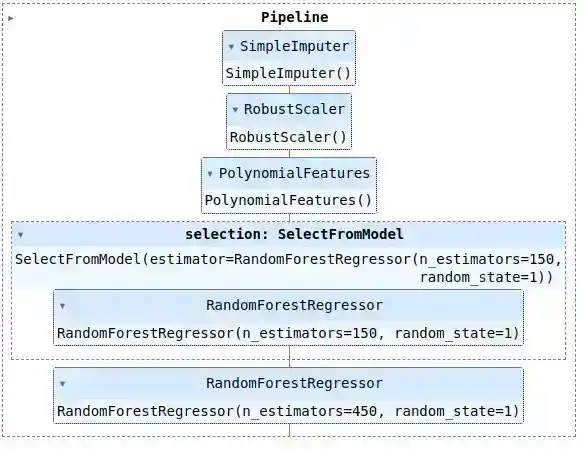 Pipeline
SimpleImputer
SimpleImputer()
RobustScaler
RobustScaler()
PolynomialFeatures
PolynomialFeatures()
selection: SelectFromModel
SelectFromModel(estimator=RandomForestRegressor(n_estimators=150,
random_state=1))
RandomForestRegressor
RandomForestRegressor(n_estimators=150, random_state=1)
RandomForestRegressor
RandomForestRegressor(n_estimators=450, random_state=1)